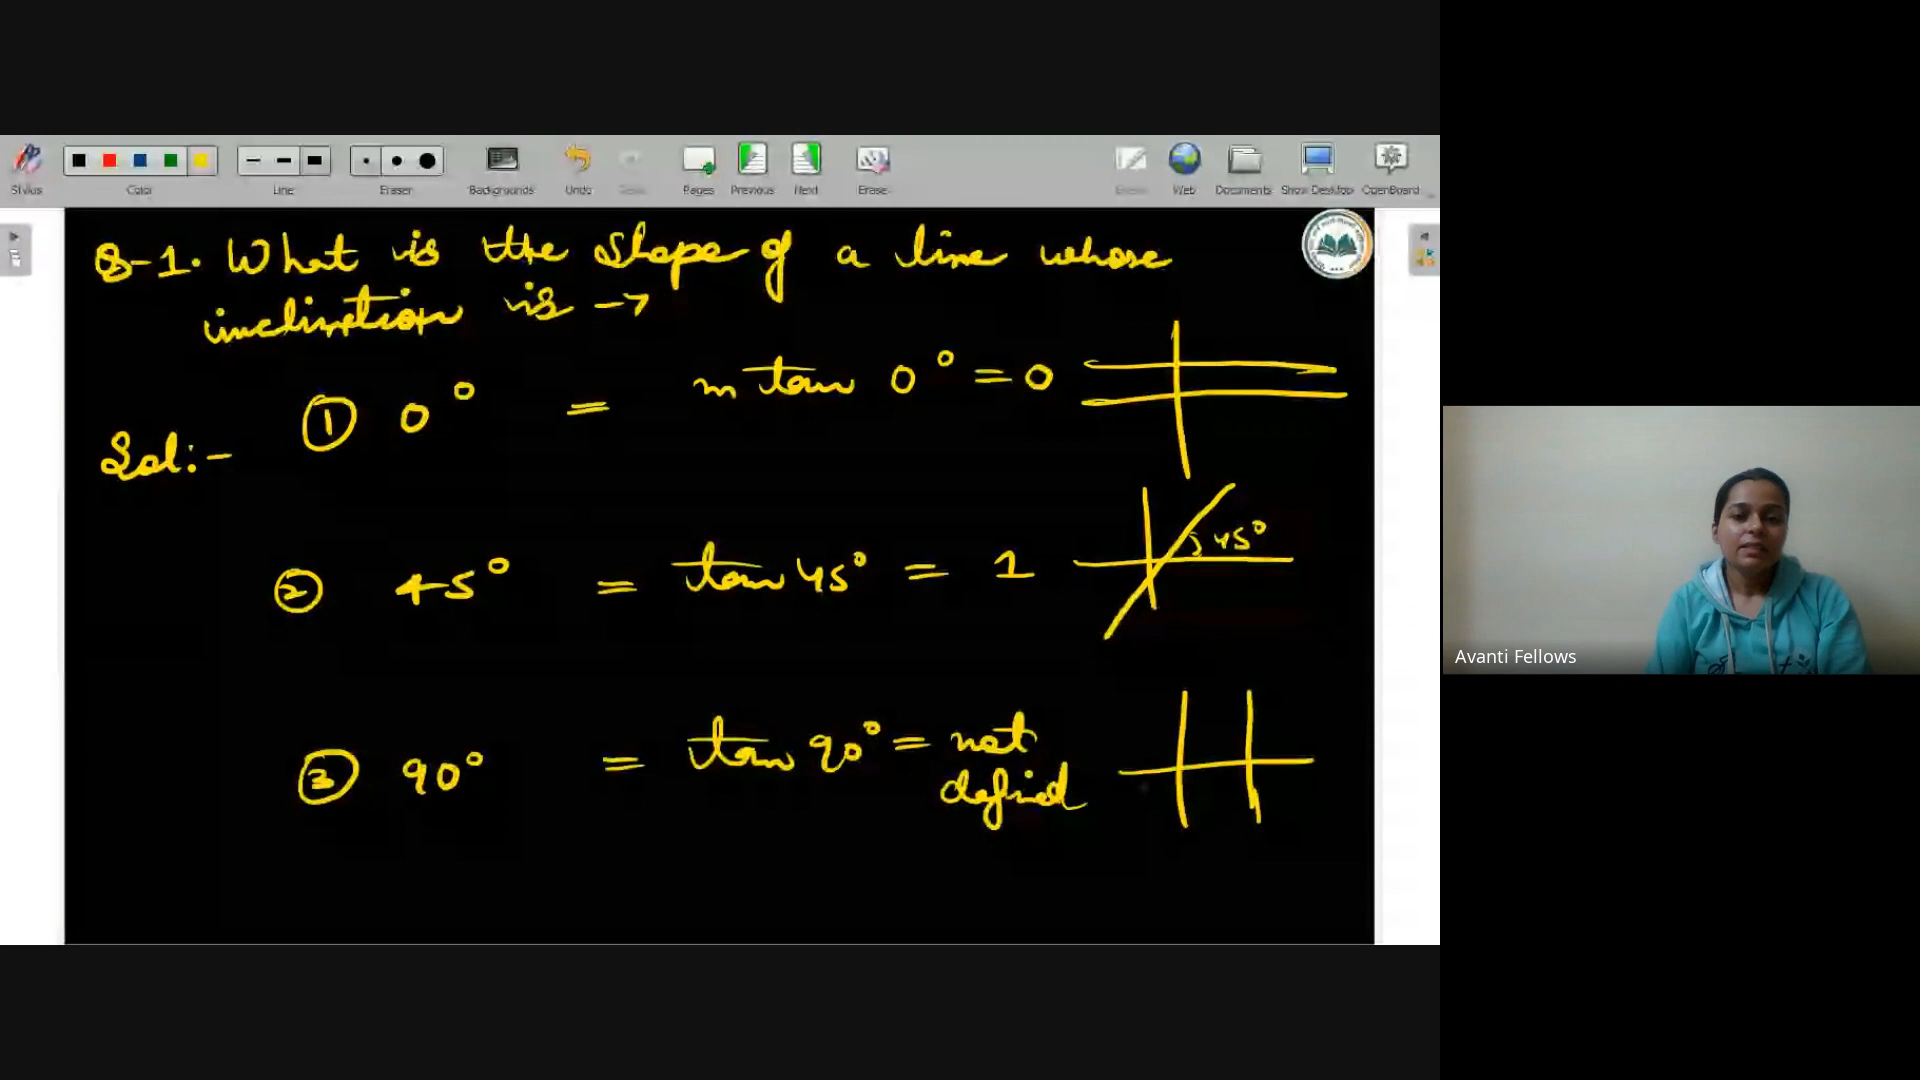 Stylus
Color
Line
Eraser
Backgrounds
Undo
Pages
Previous
Next
Erase
Web
Documents
Show Desktop
OpenBoard
Q-1. What is the shape of a line whose
inclination is →
① 0° = m tan 0° = 0
Sol:-
② 45° = tan 45° = 1
45°
③ 90° = tan 90° = not
defined
Avanti Fellows